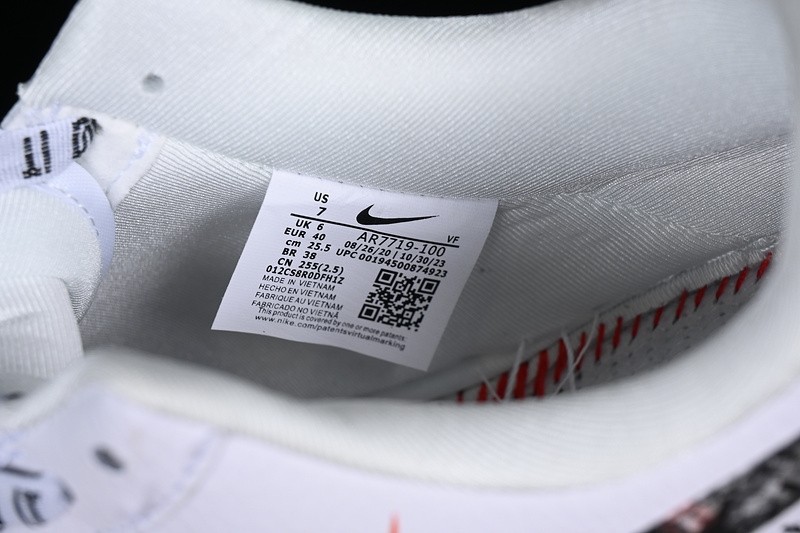 US
7
UK 6
EUR 40
cm 25.5
BR 38
CN 255(2.5)
AR7719-100 VF
08/26/20 | 10/30/23
UPC 00194500874923
012CS8R0DFH1Z
MADE IN VIETNAM
HECHO EN VIETNAM
FABRIQUE AU VIETNAM
FABRICADO NO VIETNÃ
This product is covered by one or more patents.
www.nike.com/patentsvirtualmarking